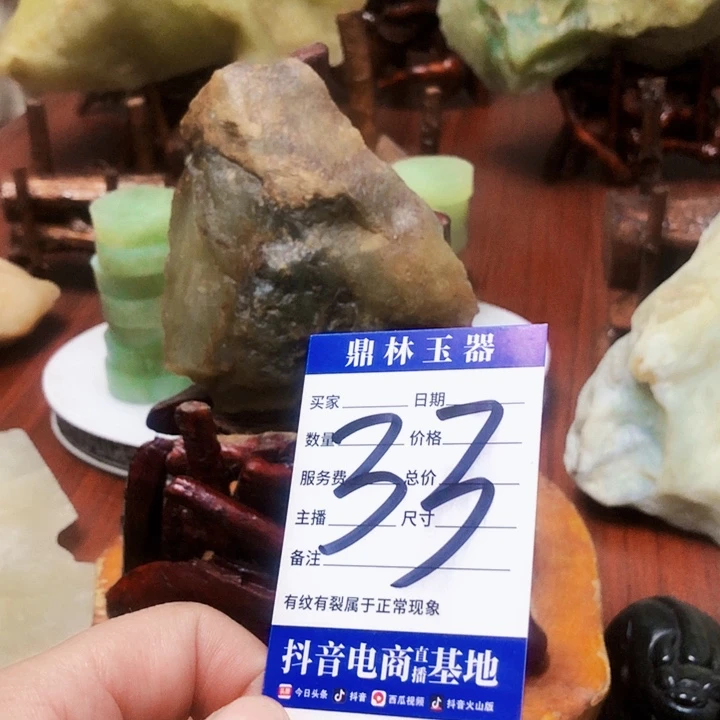 鼎林玉器
买家 日期
数量 价格
服务费 总价
主播 尺寸
备注
33
有纹有裂属于正常现象
抖音电商直播基地
今日头条 抖音 西瓜视频 抖音火山版